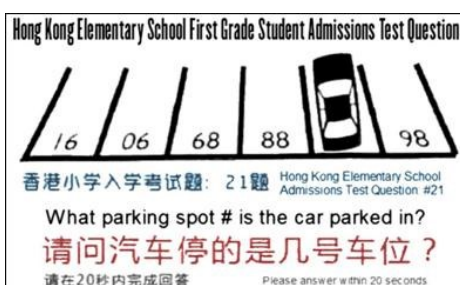 Hong Kong Elementary School First Grade Student Admissions Test Question
16 06 68 88 98
香港小学入学考试题: 21题 Hong Kong Elementary School
Admissions Test Question #21
What parking spot # is the car parked in?
请问汽车停的是几号车位？
请在20秒内完成回答 Please answer within 20 seconds